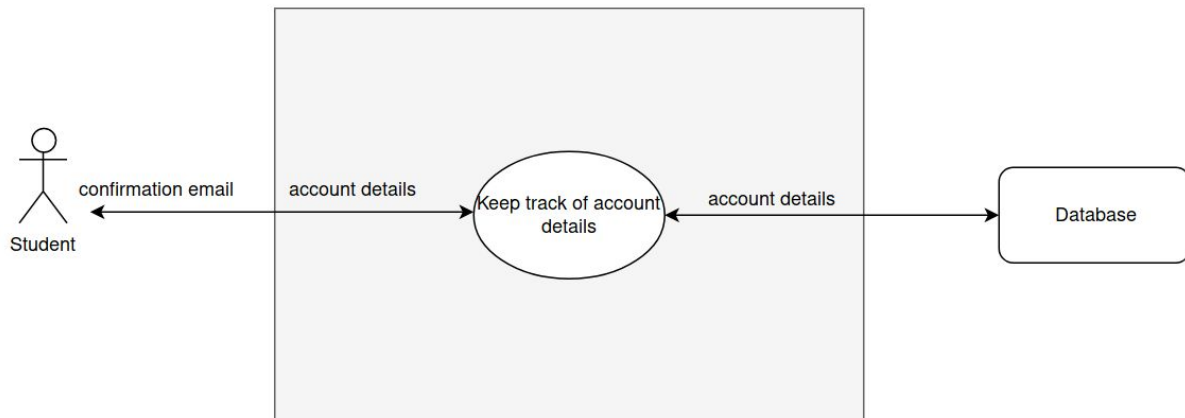 confirmation email
account details
Keep track of account
details
account details
Database
Student